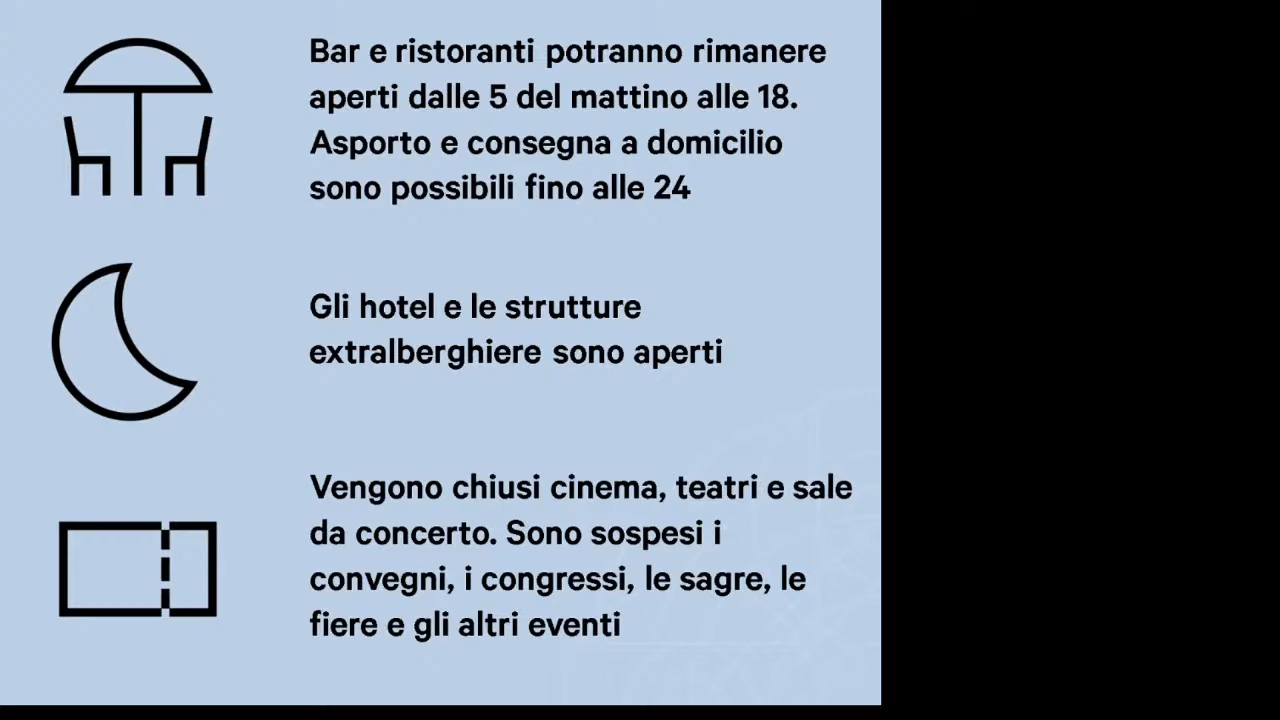 Bar e ristoranti potranno rimanere
aperti dalle 5 del mattino alle 18.
Asporto e consegna a domicilio
sono possibili fino alle 24
Gli hotel e le strutture
extralberghiere sono aperti
Vengono chiusi cinema, teatri e sale
da concerto. Sono sospesi i
convegni, i congressi, le sagre, le
fiere e gli altri eventi